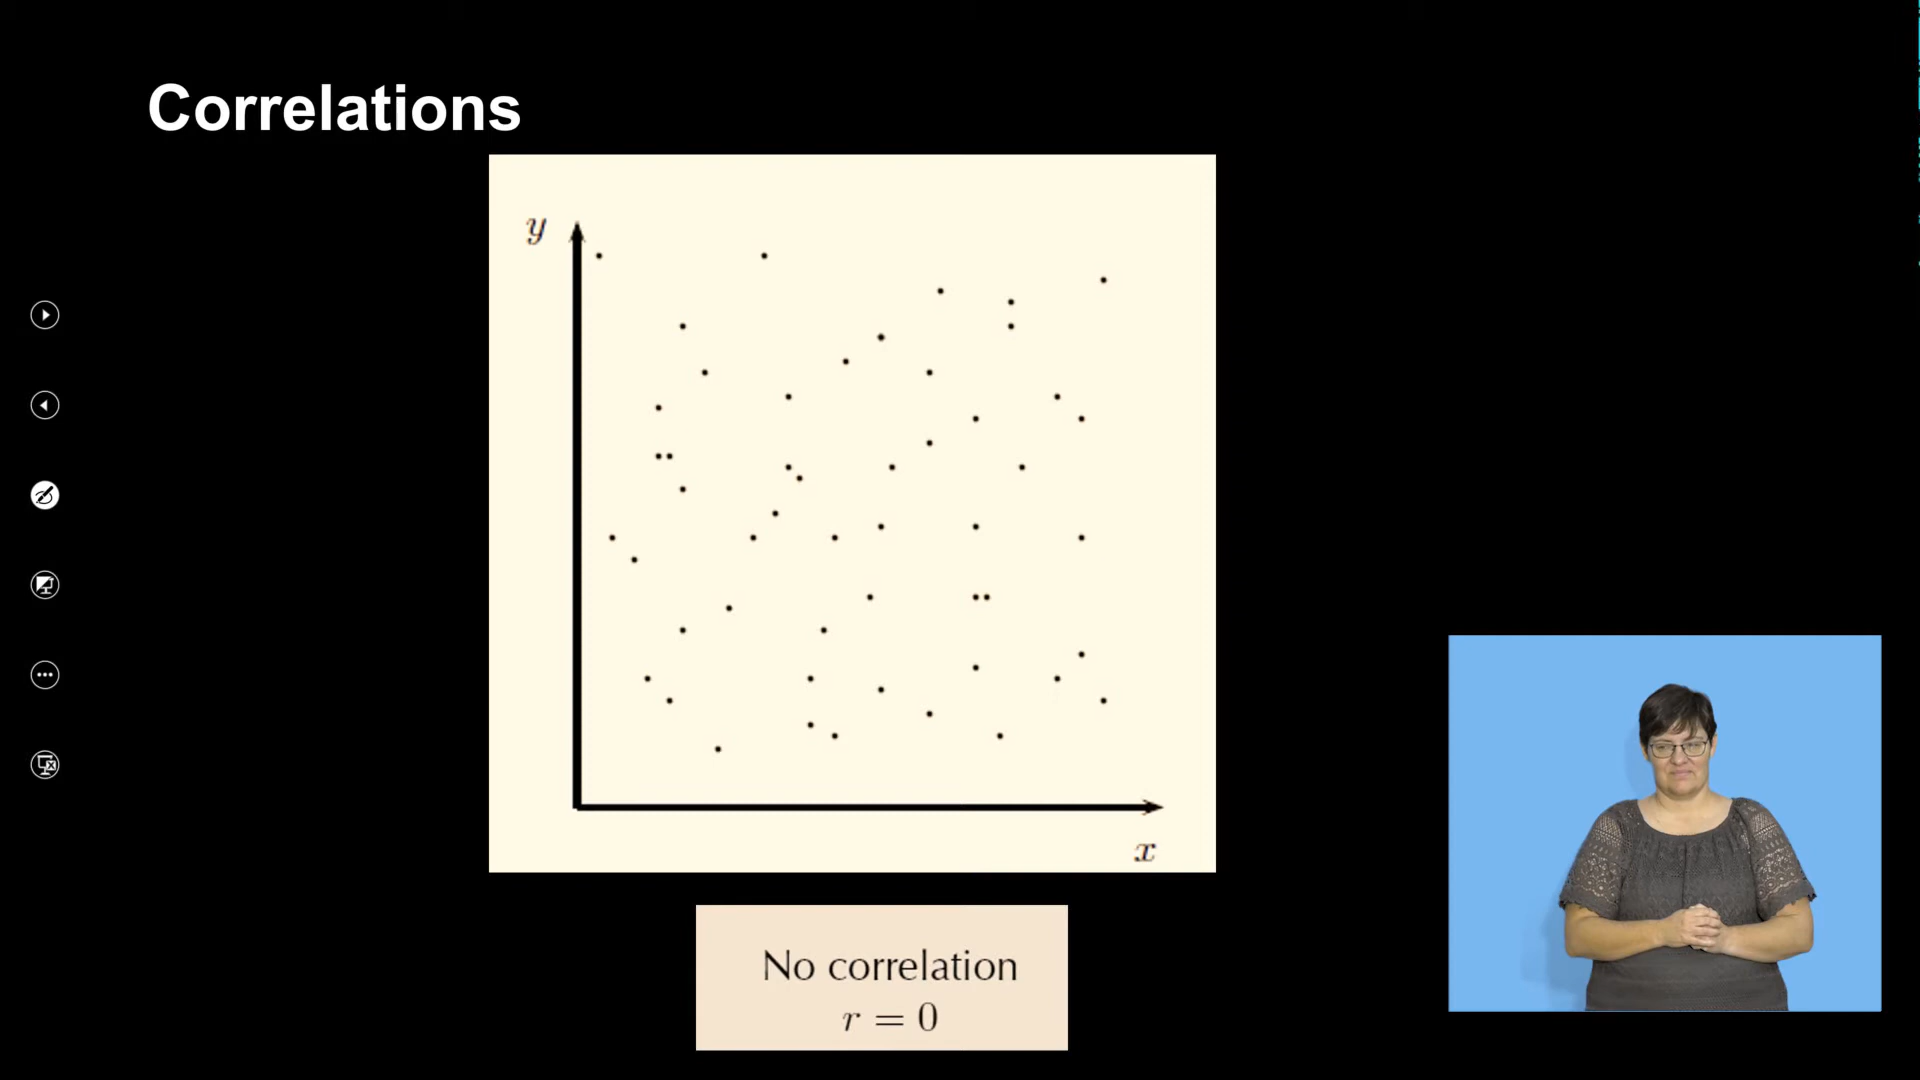 Correlations
y
x
No correlation
r = 0